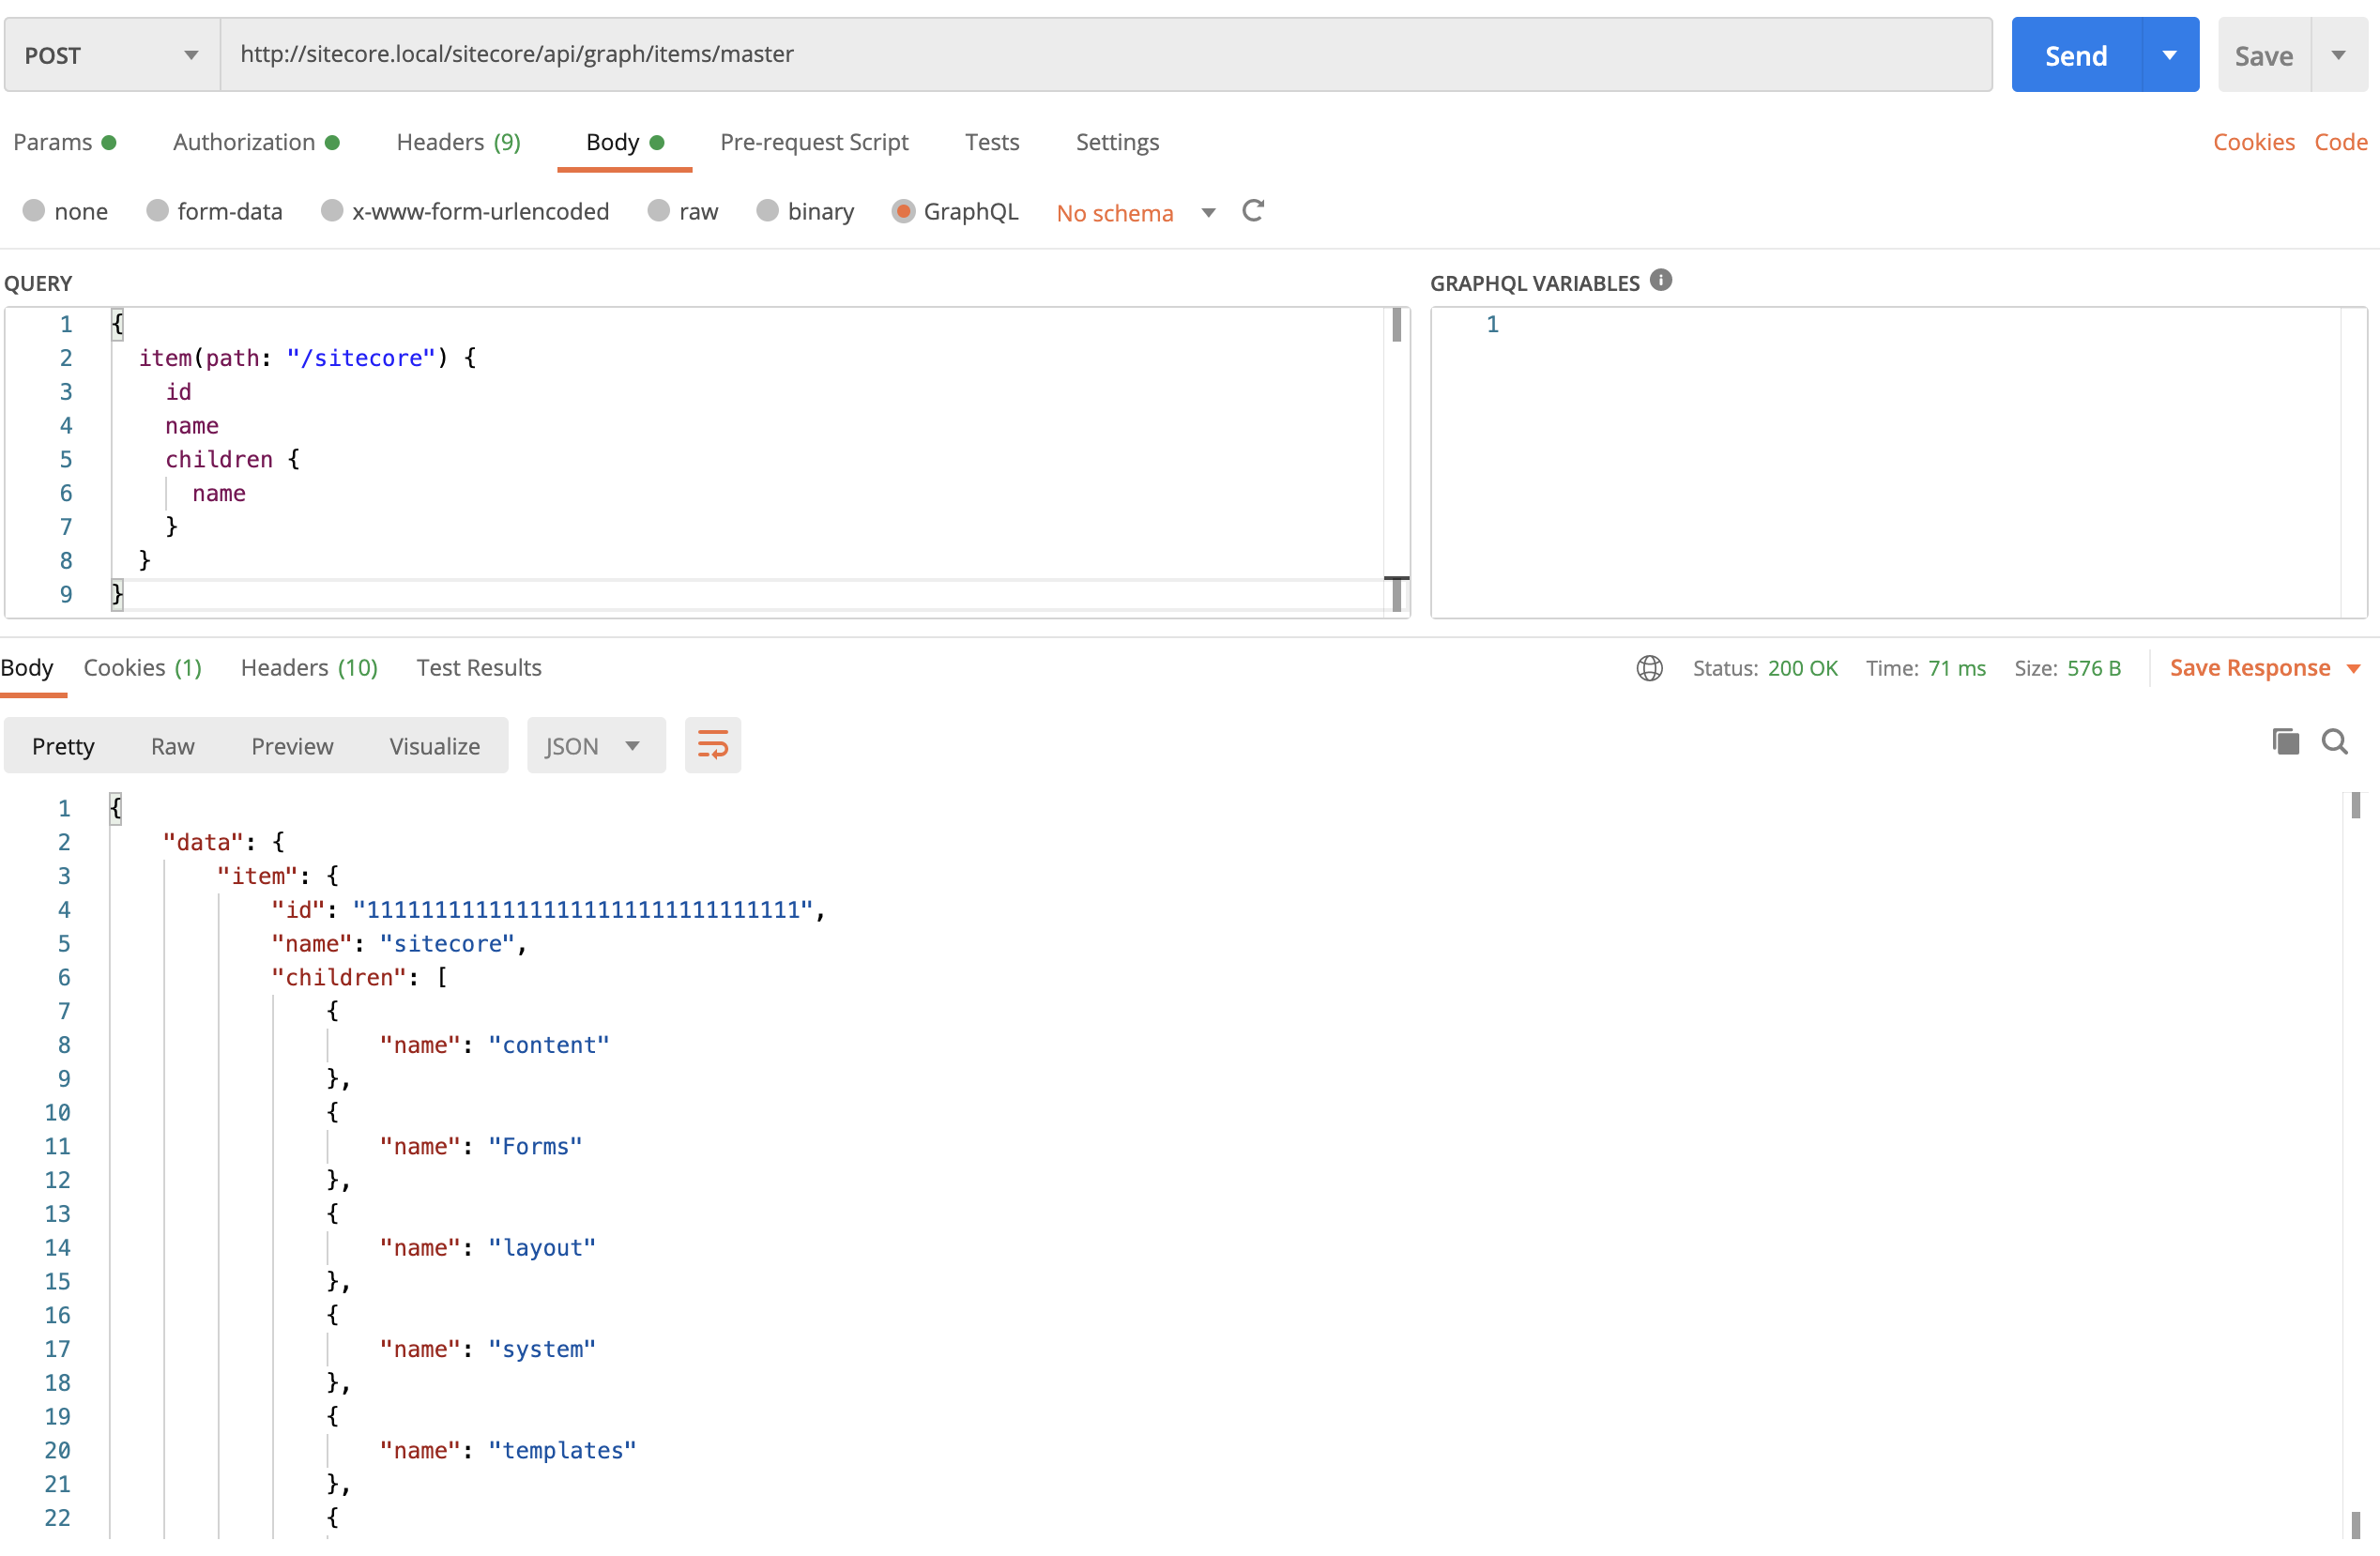 POST http://sitecore.local/sitecore/api/graph/items/master Send Save
Params Authorization Headers (9) Body Pre-request Script Tests Settings Cookies Code
none form-data x-www-form-urlencoded raw binary GraphQL No schema
QUERY GRAPHQL VARIABLES
1 {
2 item(path: "/sitecore") {
3 id
4 name
5 children {
6 name
7 }
8 }
9 }
1
Body Cookies (1) Headers (10) Test Results Status: 200 OK Time: 71 ms Size: 576 B Save Response
Pretty Raw Preview Visualize JSON
1 {
2 "data": {
3 "item": {
4 "id": "11111111111111111111111111111111",
5 "name": "sitecore",
6 "children": [
7 {
8 "name": "content"
9 },
10 {
11 "name": "Forms"
12 },
13 {
14 "name": "layout"
15 },
16 {
17 "name": "system"
18 },
19 {
20 "name": "templates"
21 },
22 {